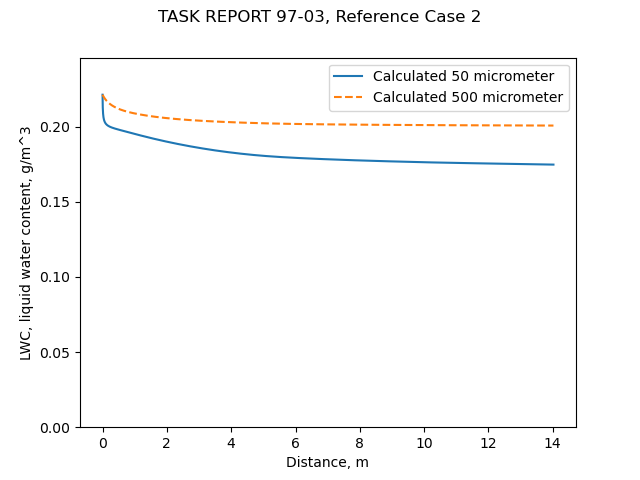 TASK REPORT 97-03, Reference Case 2
Calculated 50 micrometer
Calculated 500 micrometer
LWC, liquid water content, g/m^3
0.20
0.15
0.10
0.05
0.00
0 2 4 6 8 10 12 14
Distance, m